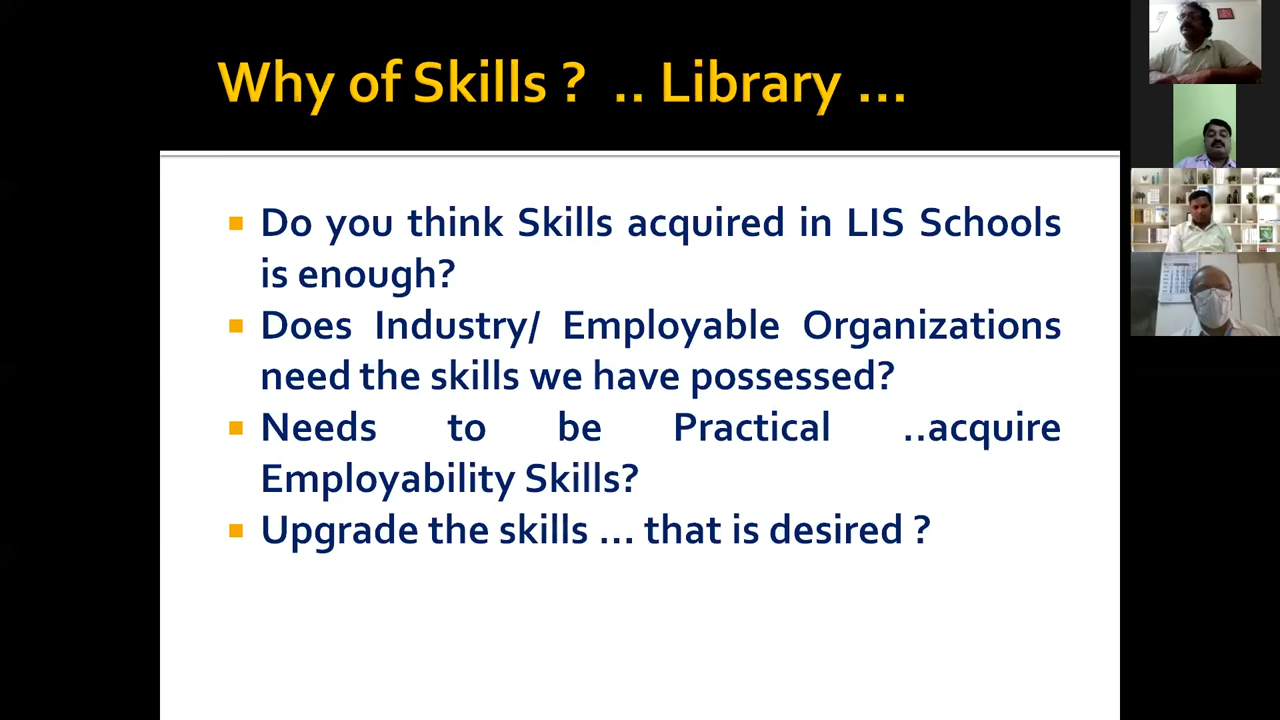 Why of Skills ? .. Library ...
Do you think Skills acquired in LIS Schools
is enough?
Does Industry/ Employable Organizations
need the skills we have possessed?
Needs to be Practical ..acquire
Employability Skills?
Upgrade the skills ... that is desired ?